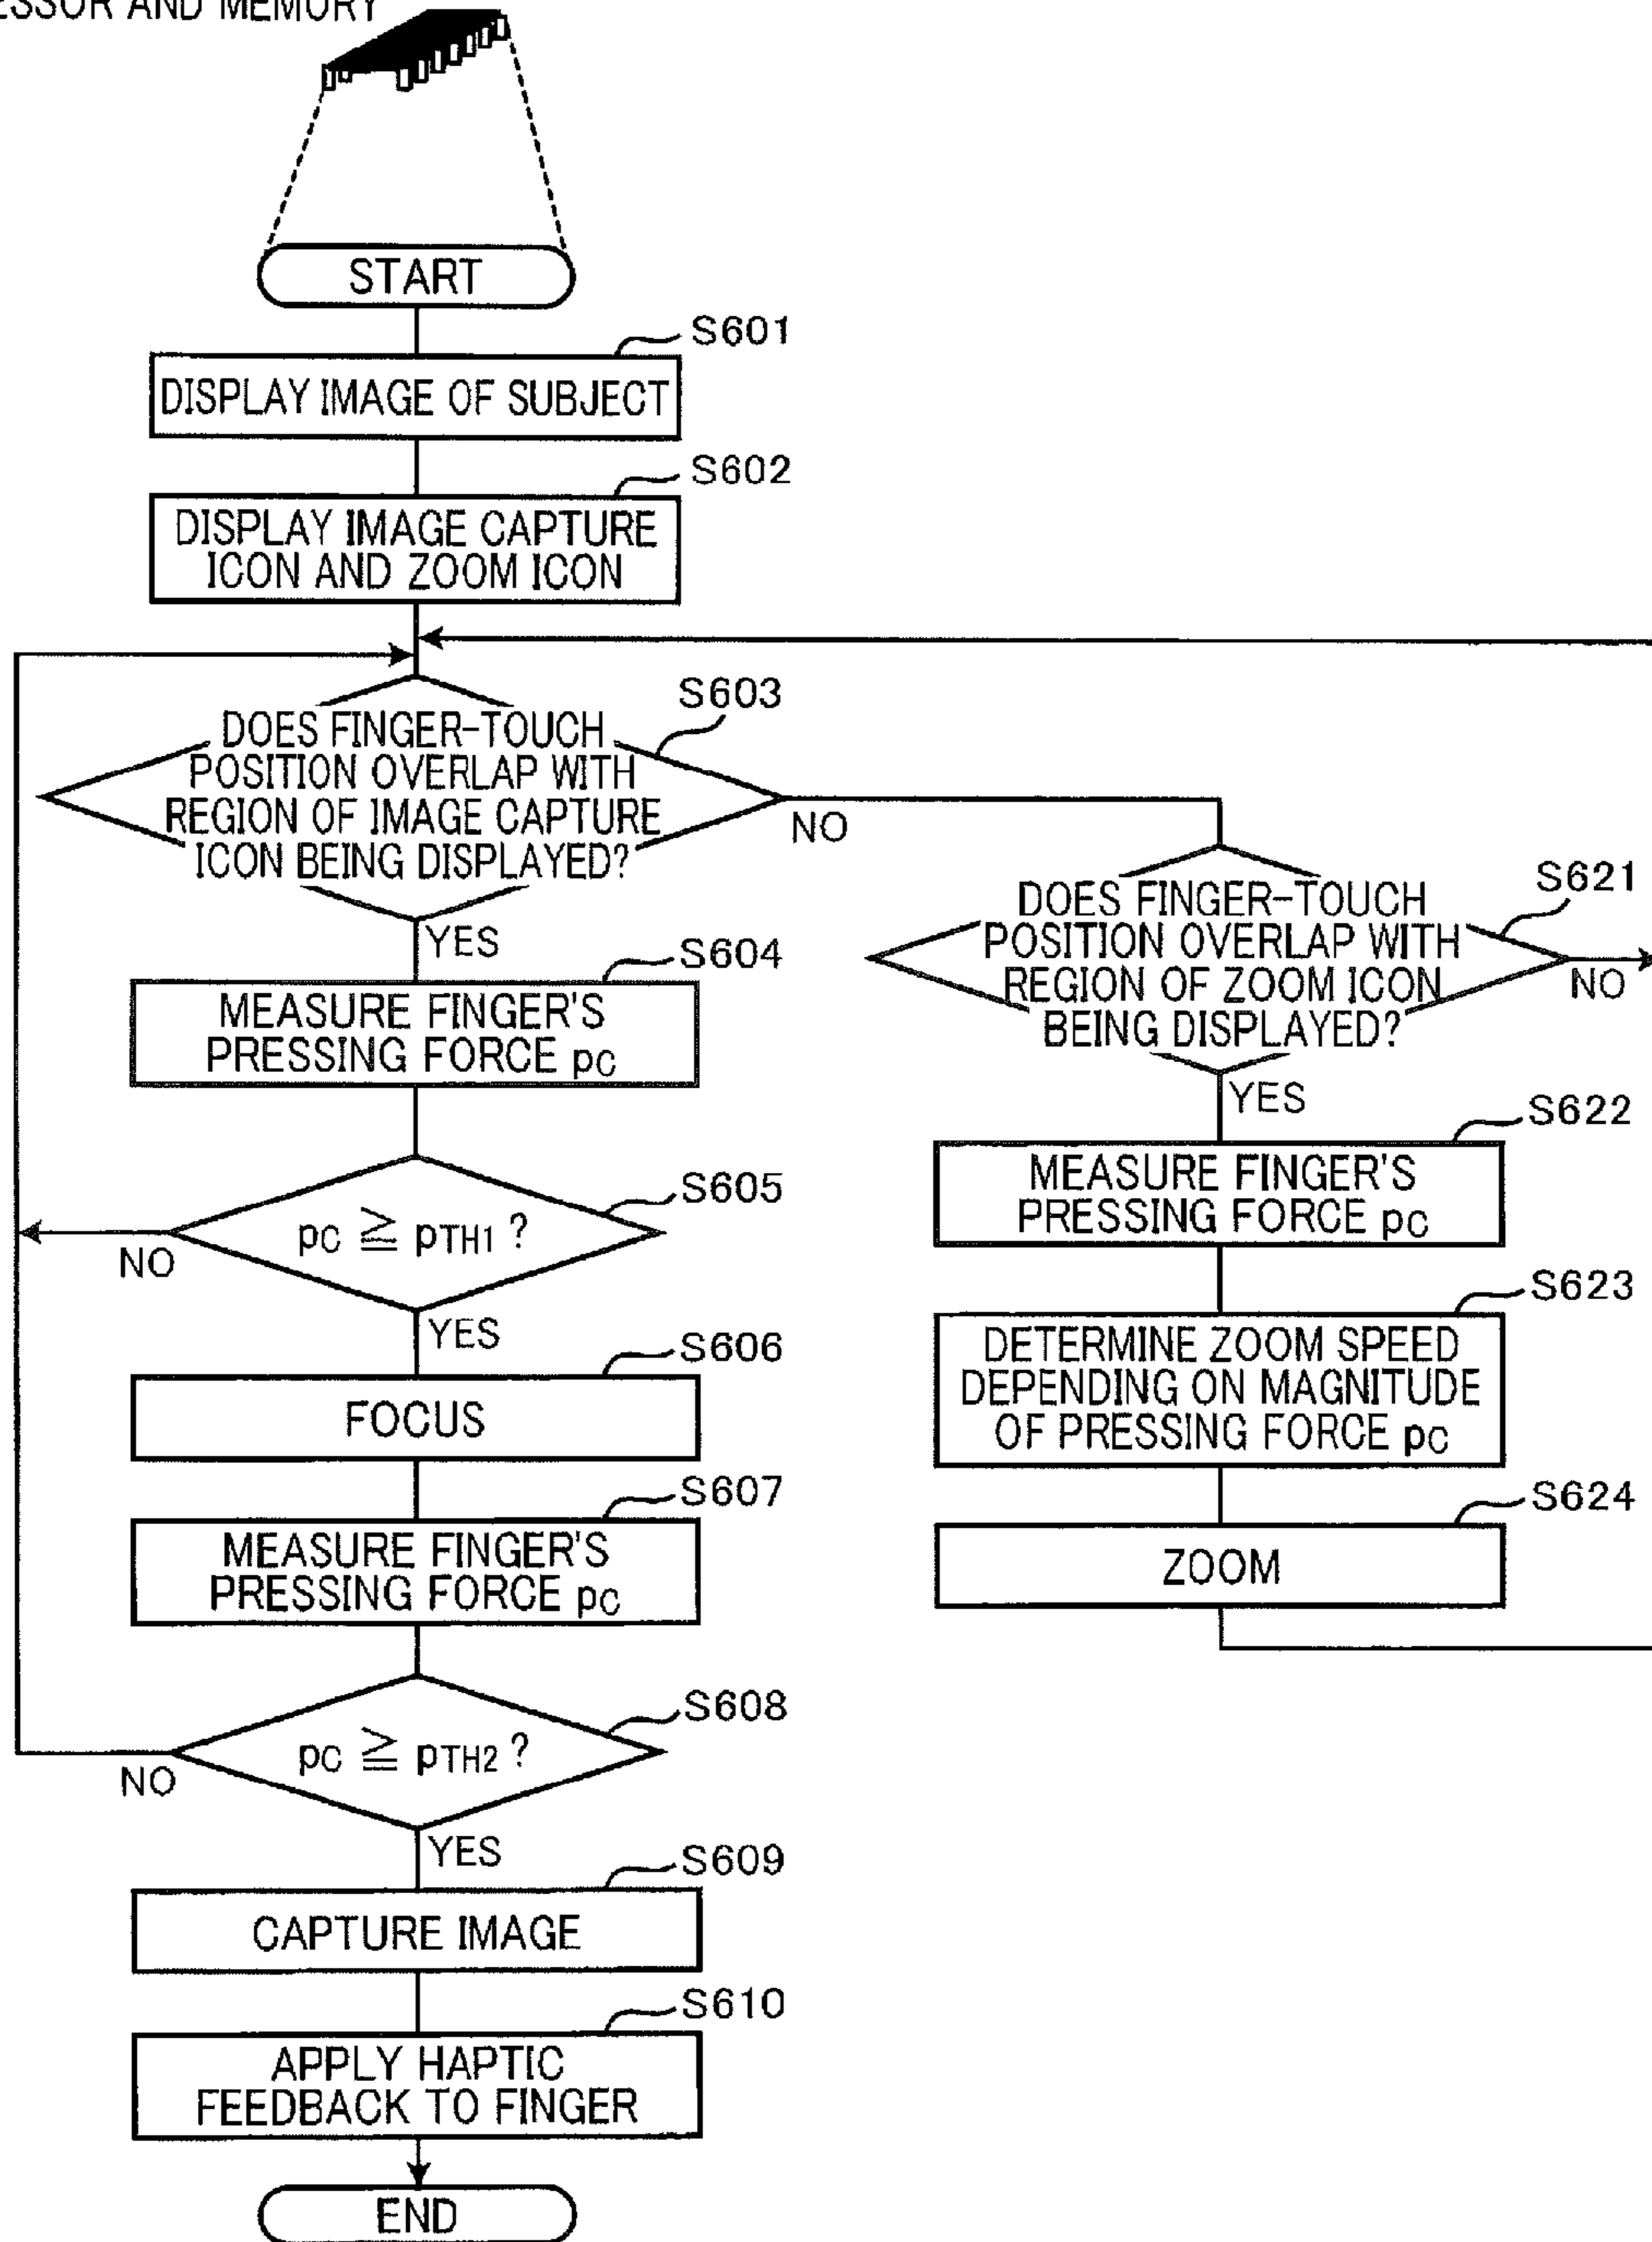 ESSOR AND MEMORY
START
S601
DISPLAY IMAGE OF SUBJECT
S602
DISPLAY IMAGE CAPTURE
ICON AND ZOOM ICON
S603
DOES FINGER-TOUCH
POSITION OVERLAP WITH
REGION OF IMAGE CAPTURE
ICON BEING DISPLAYED?
NO
YES
S604
MEASURE FINGER'S
PRESSING FORCE pC
S605
pC ≧ pTH1 ?
NO
YES
S606
FOCUS
S607
MEASURE FINGER'S
PRESSING FORCE pC
S608
pC ≧ pTH2 ?
NO
YES
S609
CAPTURE IMAGE
S610
APPLY HAPTIC
FEEDBACK TO FINGER
END
S621
DOES FINGER-TOUCH
POSITION OVERLAP WITH
REGION OF ZOOM ICON
BEING DISPLAYED?
NO
YES
S622
MEASURE FINGER'S
PRESSING FORCE pC
S623
DETERMINE ZOOM SPEED
DEPENDING ON MAGNITUDE
OF PRESSING FORCE pC
S624
ZOOM